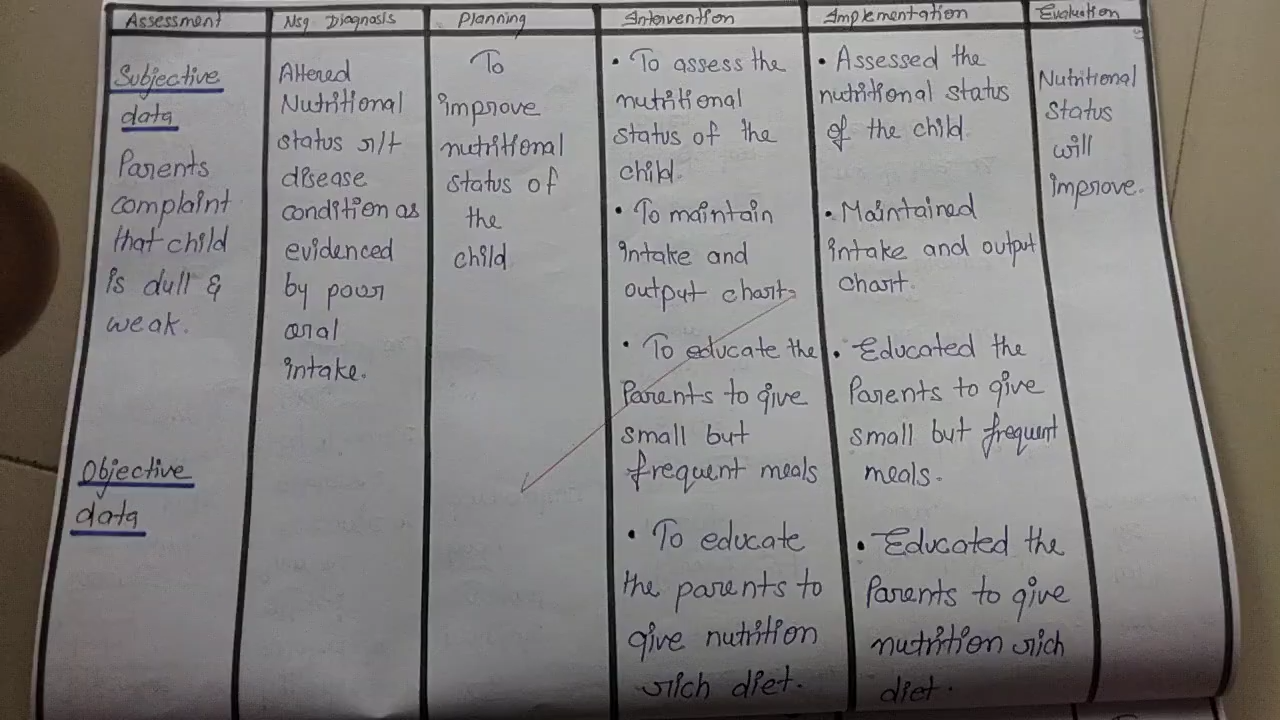 Assessment
Nsg Diagnosis
Planning
Intervention
Implementation
Evaluation
Subjective
data
Parents
complaint
that child
is dull &
weak.
Objective
data
Altered
Nutritional
status r/t
disease
condition as
evidenced
by poor
oral
intake.
To
improve
nutritional
status of
the
child
• To assess the
nutritional
status of the
child.
• To maintain
intake and
output chart.
• To educate the
Parents to give
small but
frequent meals
• To educate
the parents to
give nutrition
rich diet.
• Assessed the
nutritional status
of the child.
• Maintained
intake and output
chart.
• Educated the
Parents to give
small but frequent
meals.
• Educated the
Parents to give
nutrition rich
diet.
Nutritional
status
will
improve.